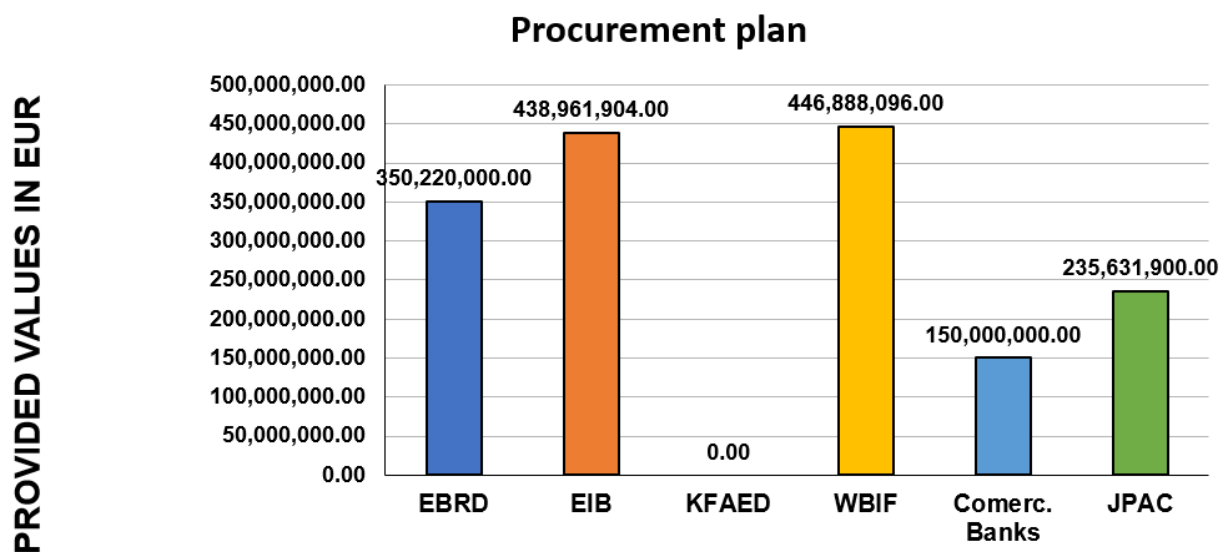 Procurement plan
PROVIDED VALUES IN EUR
500,000,000.00
450,000,000.00
400,000,000.00
350,000,000.00
300,000,000.00
250,000,000.00
200,000,000.00
150,000,000.00
100,000,000.00
50,000,000.00
0.00
350,220,000.00
438,961,904.00
0.00
446,888,096.00
150,000,000.00
235,631,900.00
EBRD
EIB
KFAED
WBIF
Comerc.
Banks
JPAC